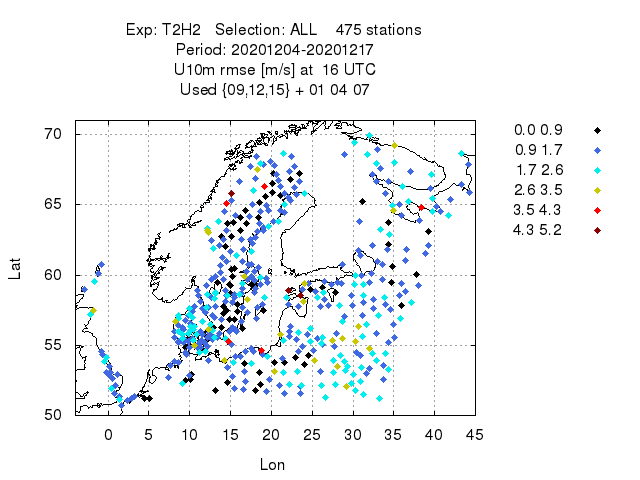 Exp: T2H2 Selection: ALL 475 stations
Period: 20201204-20201217
U10m rmse [m/s] at 16 UTC
Used {09,12,15} + 01 04 07
70
65
60
55
50
0 5 10 15 20 25 30 35 40 45
Lat
Lon
0.0 0.9
0.9 1.7
1.7 2.6
2.6 3.5
3.5 4.3
4.3 5.2